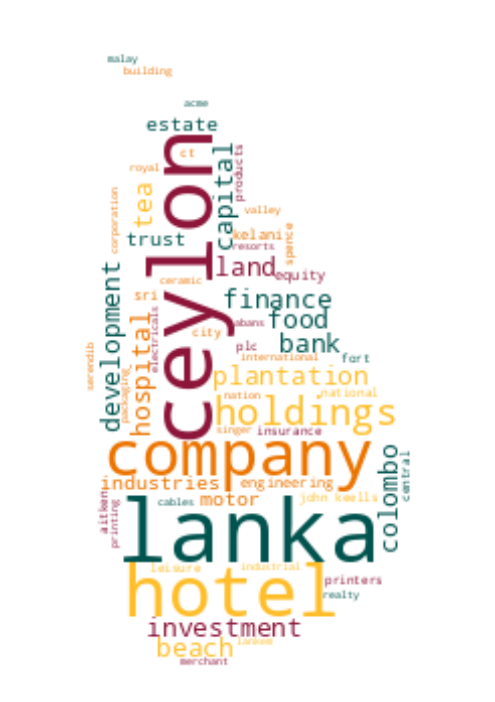 malay
building
acme
estate
ct
royal
tea
ceylon
capital
products
valley
corporation
trust
kelani
resorts
spence
land
equity
ceramic
sri
development
hospital
electricals
finance
food
abans
city
bank
plc
international
fort
serendib
packaging
plantation
nation
national
holdings
singer
insurance
company
colombo
central
industries
engineering
aitken
printing
cables
motor
john keells
lanka
leisure
industrial
hotel
printers
realty
investment
beach
lankem
merchant